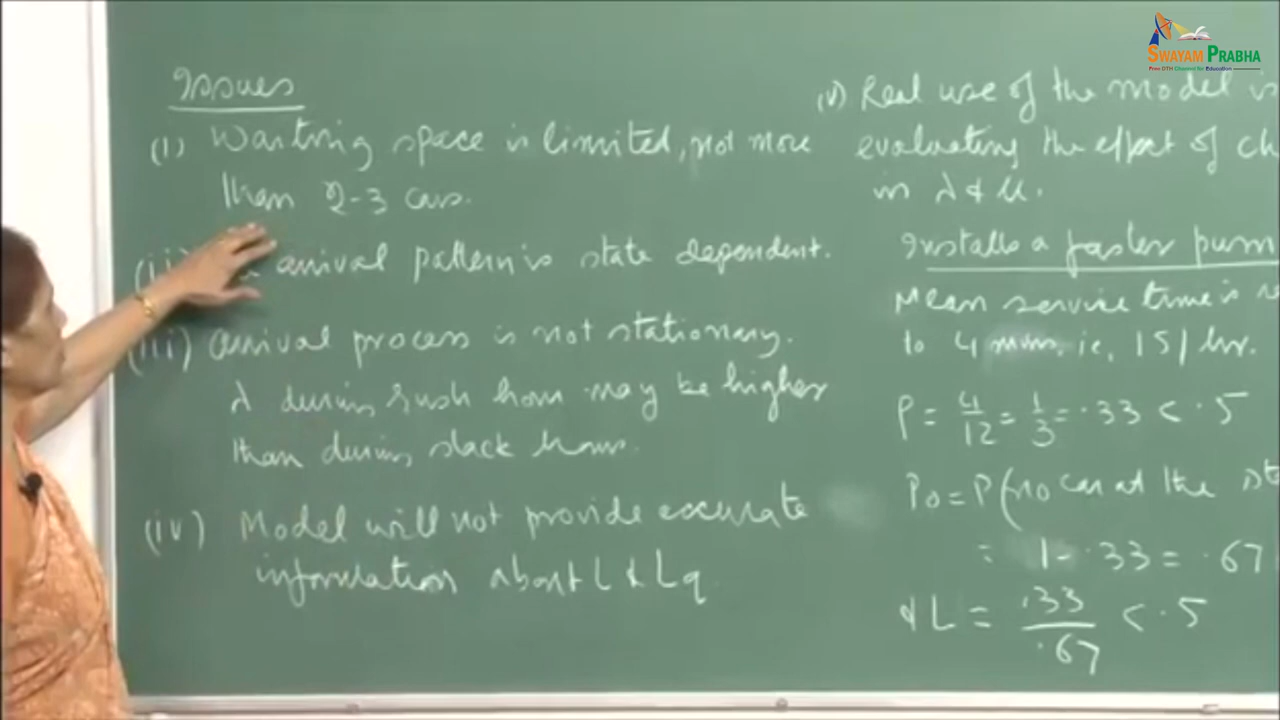 SWAYAM PRABHA
Free DTH Channel for Education
Issues
(i) Waiting space is limited, not more
than 2-3 cars.
(ii) arrival pattern is state dependent.
(iii) arrival process is not stationary.
λ during rush hour may be higher
than during slack hours.
(iv) Model will not provide accurate
information about L & Lq
(v) Real use of the model is
evaluating the effect of ch
in λ & μ.
Installs a faster pum
Mean service time is
to 4 mins, ie, 15/ hr.
ρ = 4/12 = 1/3 = .33 < .5
P0 = P(no car at the
= 1 - .33 = .67
& L = .33/.67 < .5